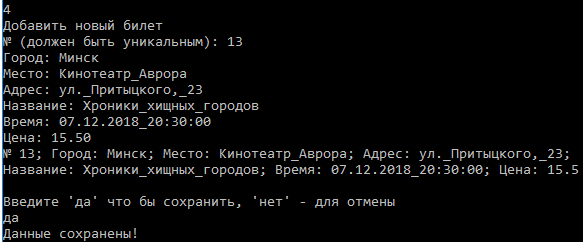 4
Добавить новый билет
№ (должен быть уникальным): 13
Город: Минск
Место: Кинотеатр_Аврора
Адрес: ул._Притыцкого,_23
Название: Хроники_хищных_городов
Время: 07.12.2018_20:30:00
Цена: 15.50
№ 13; Город: Минск; Место: Кинотеатр_Аврора; Адрес: ул._Притыцкого,_23;
Название: Хроники_хищных_городов; Время: 07.12.2018_20:30:00; Цена: 15.5
Введите 'да' что бы сохранить, 'нет' - для отмены
да
Данные сохранены!